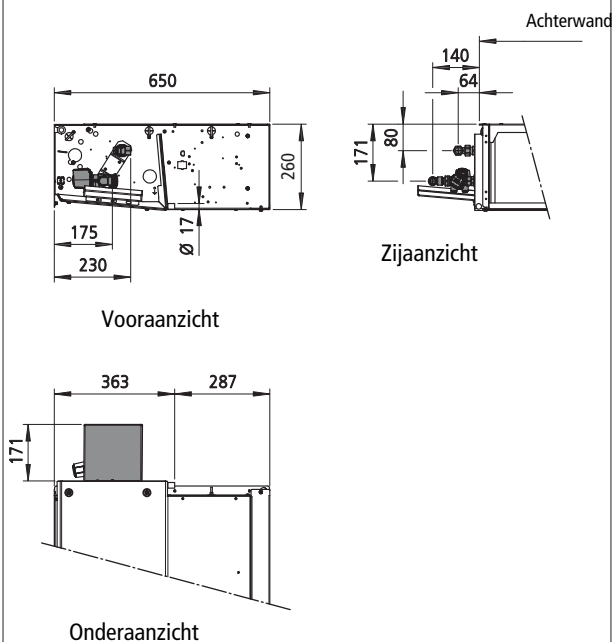 Achterwand
140
64
650
171
80
260
175
Ø 17
230
Zijaanzicht
Vooraanzicht
363
287
171
Onderaanzicht